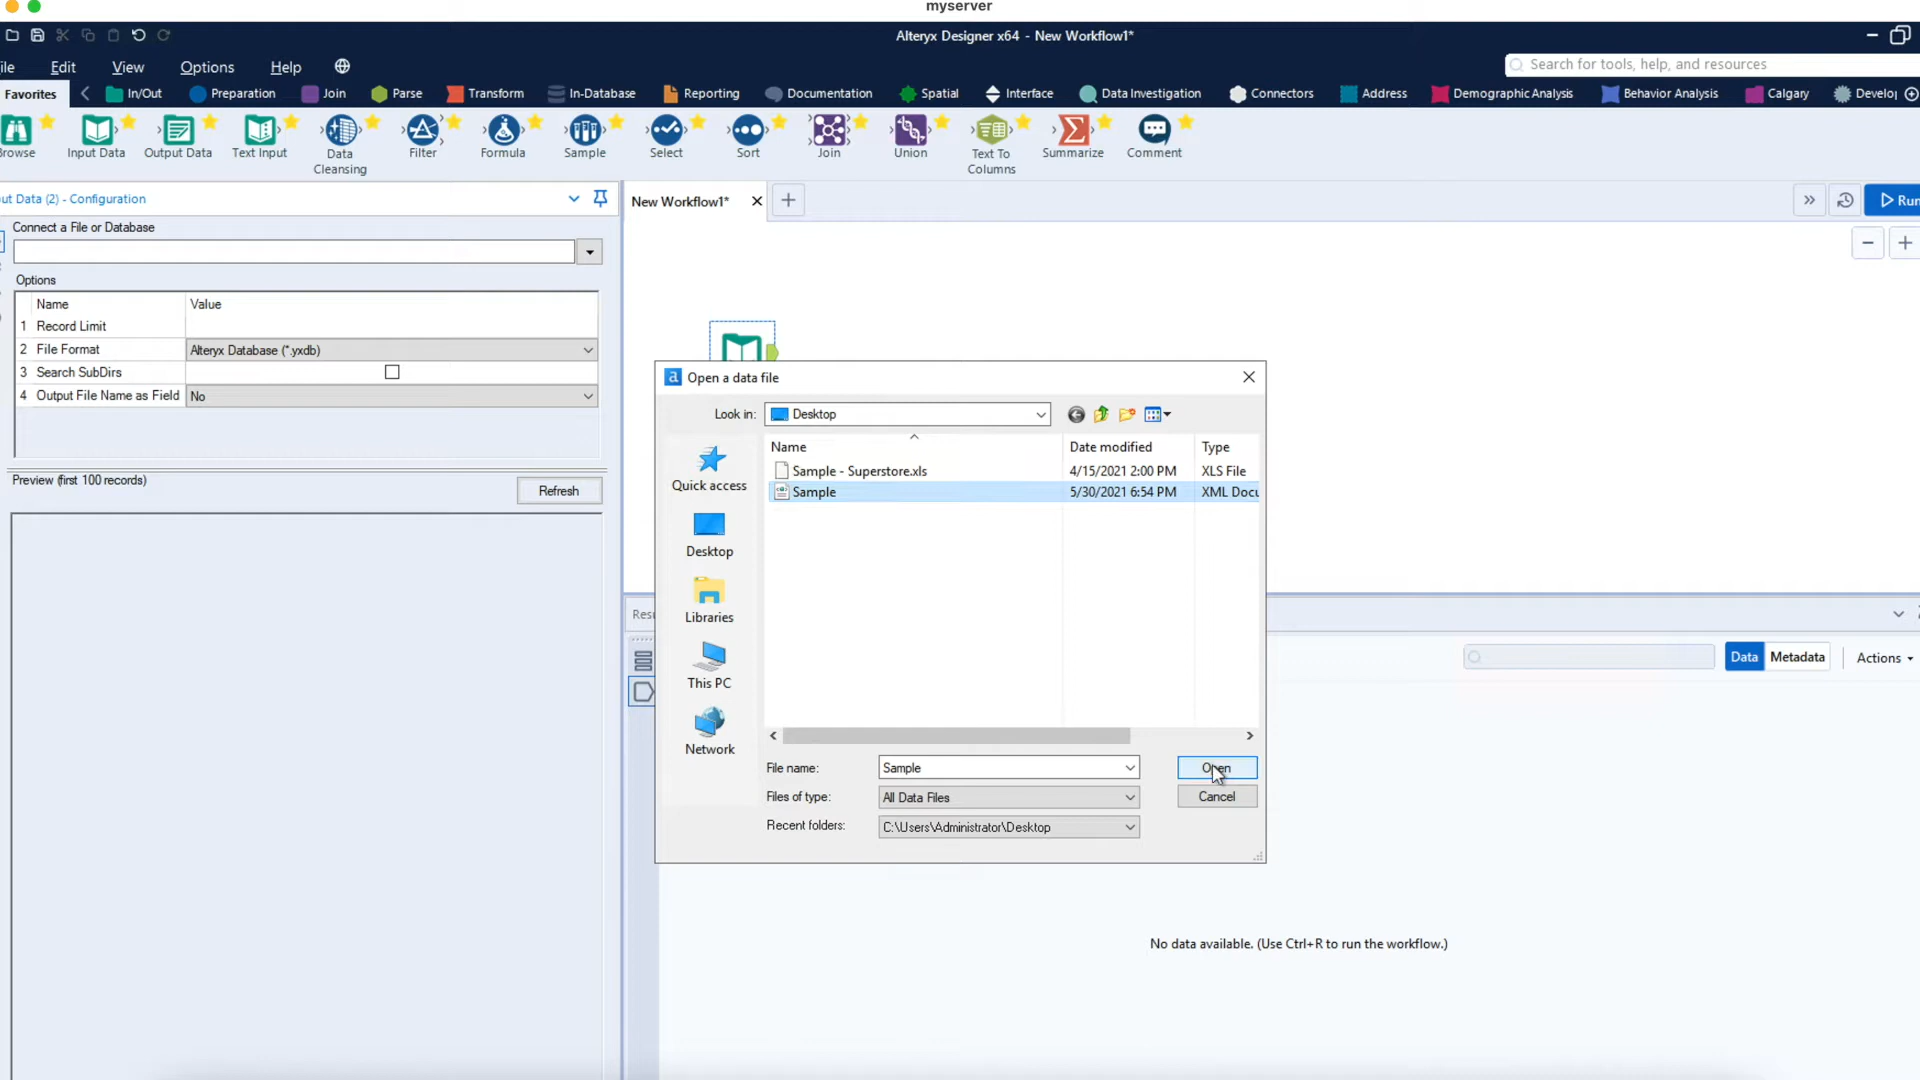 myserver
Alteryx Designer x64 - New Workflow1*
ile Edit View Options Help
Search for tools, help, and resources
Favorites In/Out Preparation Join Parse Transform In-Database Reporting Documentation Spatial Interface Data Investigation Connectors Address Demographic Analysis Behavior Analysis Calgary Develo
rowse Input Data Output Data Text Input Data Cleansing Filter Formula Sample Select Sort Join Union Text To Columns Summarize Comment
ut Data (2) - Configuration
New Workflow1*
Run
Connect a File or Database
Options
Name Value
1 Record Limit
2 File Format Alteryx Database (*.yxdb)
3 Search SubDirs
4 Output File Name as Field No
Preview (first 100 records)
Refresh
Open a data file
Look in: Desktop
Name Date modified Type
Sample - Superstore.xls 4/15/2021 2:00 PM XLS File
Sample 5/30/2021 6:54 PM XML Docu
Quick access
Desktop
Libraries
This PC
Network
File name: Sample
Open
Files of type: All Data Files
Cancel
Recent folders: C:\Users\Administrator\Desktop
Resu
Data Metadata Actions
No data available. (Use Ctrl+R to run the workflow.)